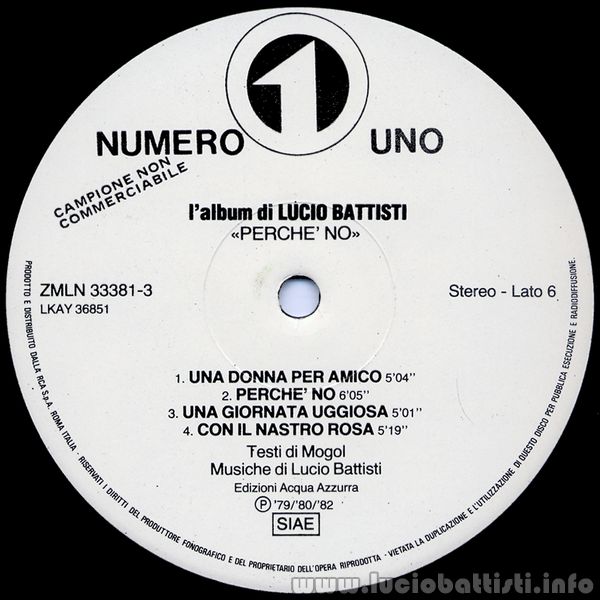 1
NUMERO UNO
CAMPIONE NON
COMMERCIABILE
l'album di LUCIO BATTISTI
«PERCHE' NO»
ZMLN 33381-3
LKAY 36851
Stereo - Lato 6
1. UNA DONNA PER AMICO 5'04''
2. PERCHE' NO 6'05''
3. UNA GIORNATA UGGIOSA 5'01''
4. CON IL NASTRO ROSA 5'19''
Testi di Mogol
Musiche di Lucio Battisti
Edizioni Acqua Azzurra
Ⓟ '79/'80/'82
SIAE
PRODOTTO E DISTRIBUITO DALLA RCA S.p.A. ROMA ITALIA - RISERVATI I DIRITTI DEL PRODUTTORE FONOGRAFICO E DEL PROPRIETARIO DELL'OPERA RIPRODOTTA - VIETATA LA DUPLICAZIONE E L'UTILIZZAZIONE DI QUESTO DISCO PER PUBBLICA ESECUZIONE E RADIODIFFUSIONE.
www.luciobattisti.info